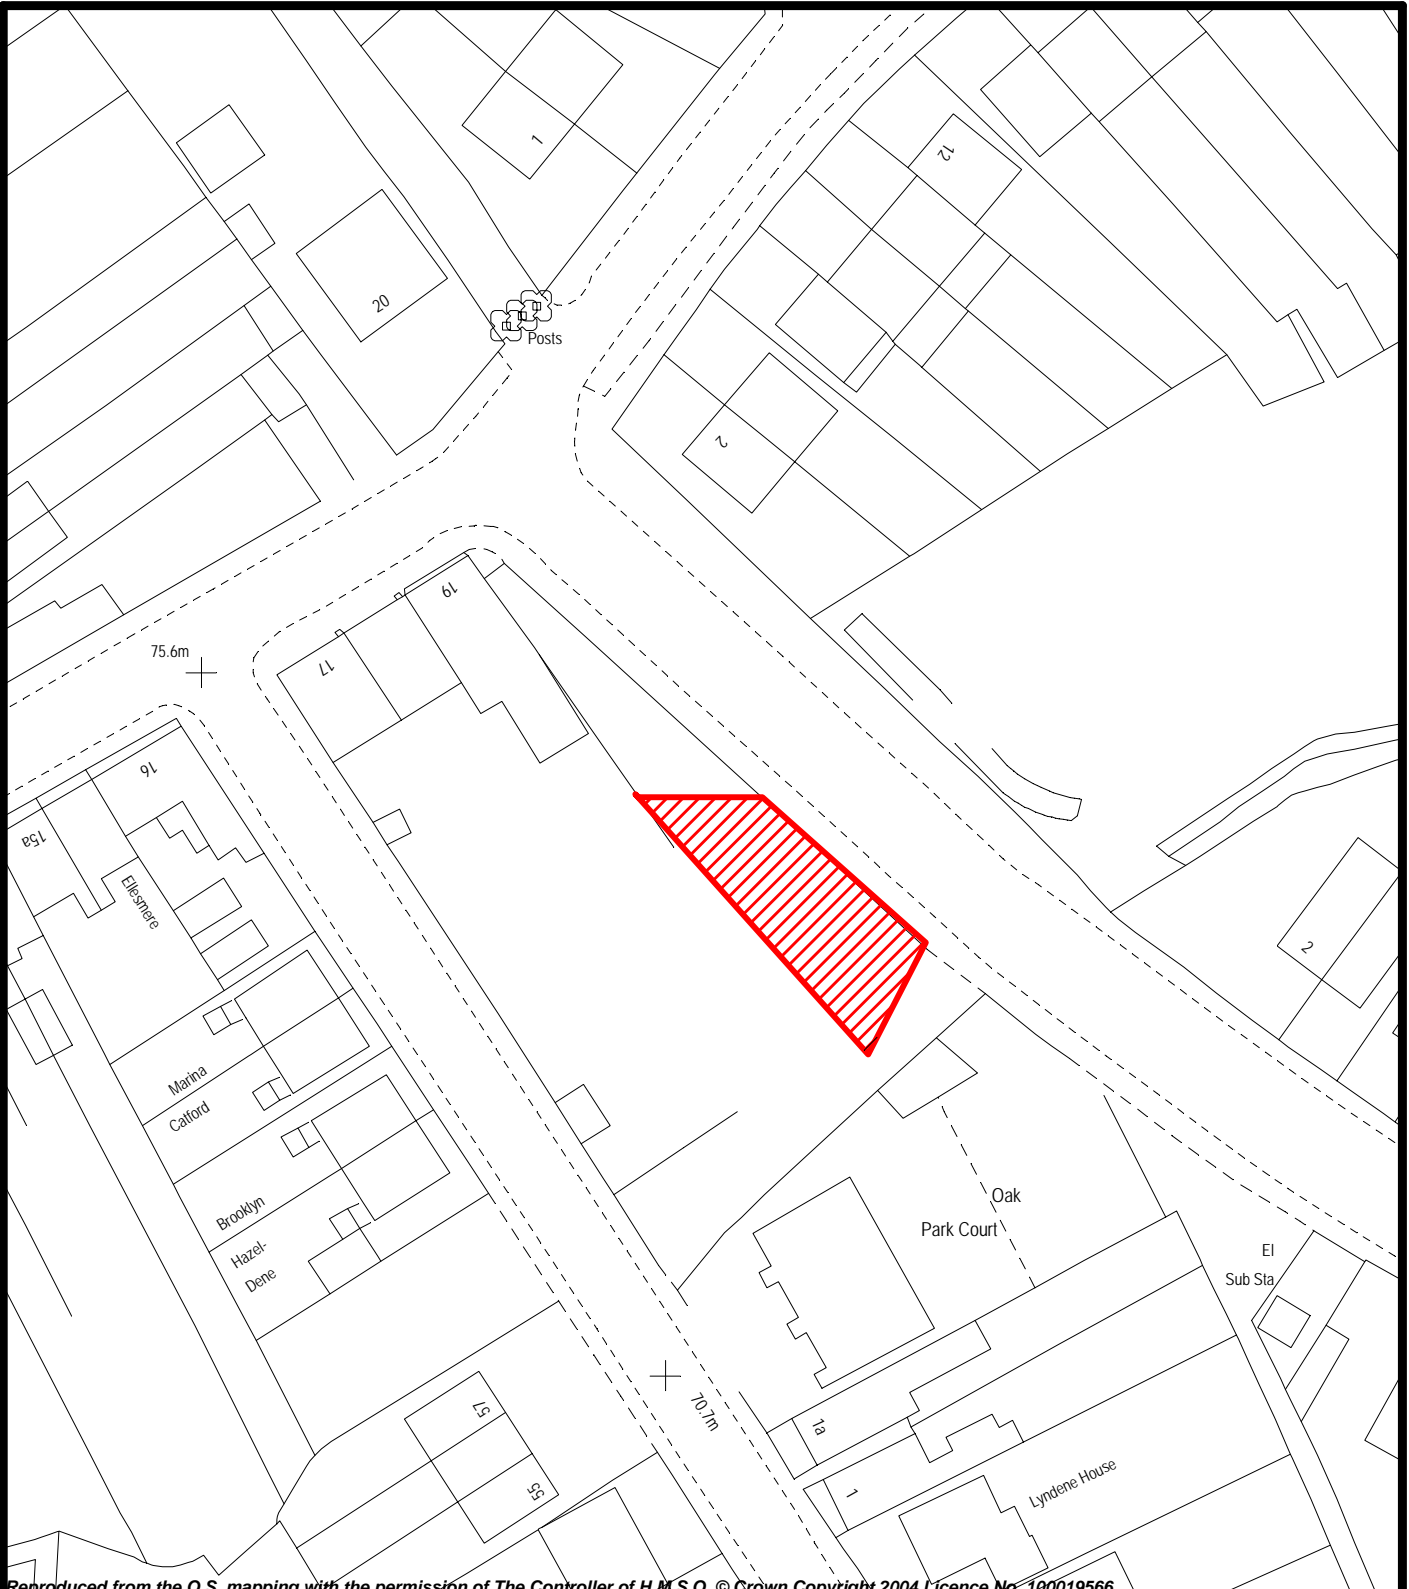 1
12
20
Posts
2
19
17
75.6m
16
15a
Ellesmere
2
Marina
Catford
Oak
Park Court
Brooklyn
Hazel-
Dene
El
Sub Sta
57
70.7m
1a
55
1
Lyndene House
Reproduced from the O.S. mapping with the permission of The Controller of H.M.S.O. © Crown Copyright 2004 Licence No. 100019566